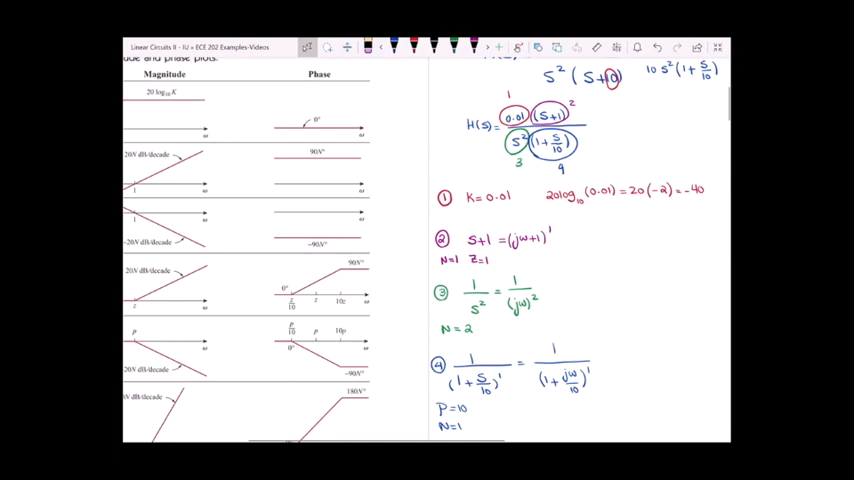 Linear Circuits II - IU × ECE 202 Examples-Videos
and phase plots.
Magnitude Phase
20 log₁₀ K
0°
ω ω
20N dB/decade 90N°
1 ω ω
1 ω ω
-20N dB/decade -90N°
20N dB/decade 90N°
0°
z ω z/10 z 10z ω
p p/10 p 10p
ω 0° ω
20N dB/decade -90N°
180N°
N dB/decade
S² (S+10) 10 S² (1+S/10)
1 2
H(S) = 0.01 (S+1)
S² (1+S/10)
3 4
① K=0.01 20log₁₀(0.01) = 20(-2) = -40
② S+1 = (jω+1)¹
N=1 Z=1
③ 1/S² = 1/(jω)²
N=2
④ 1/(1+S/10)¹ = 1/(1+jω/10)¹
P=10
N=1